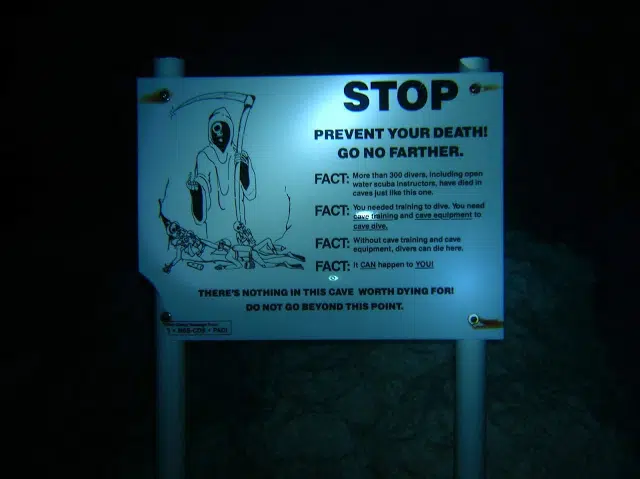 STOP
PREVENT YOUR DEATH!
GO NO FARTHER.
FACT: More than 300 divers, including open
water scuba instructors, have died in
caves just like this one.
FACT: You needed training to dive. You need
cave training and cave equipment to
cave dive.
FACT: Without cave training and cave
equipment, divers can die here.
FACT: It CAN happen to YOU!
THERE'S NOTHING IN THIS CAVE WORTH DYING FOR!
DO NOT GO BEYOND THIS POINT.